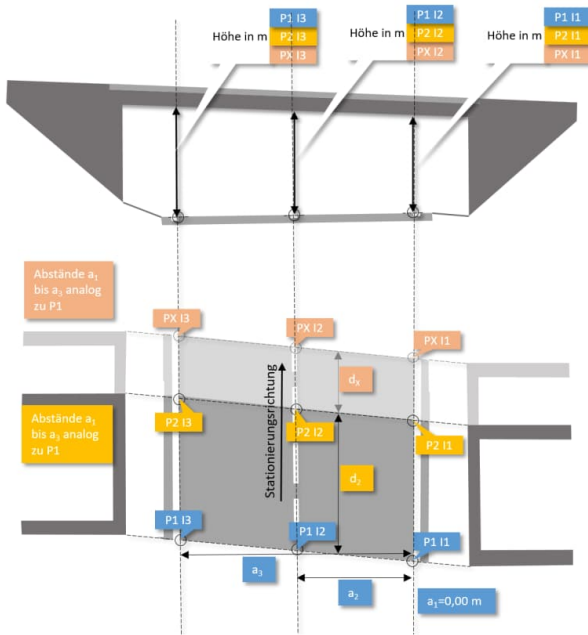 P1 I3
Höhe in m P2 I3
PX I3
P1 I2
Höhe in m P2 I2
PX I2
P1 I1
Höhe in m P2 I1
PX I1
Abstände a₁
bis a₃ analog
zu P1
PX I3
PX I2
PX I1
dₓ
Stationierungsrichtung
Abstände a₁
bis a₃ analog
zu P1
P2 I3
P2 I2
P2 I1
d₂
P1 I3
P1 I2
P1 I1
a₃
a₂
a₁=0,00 m